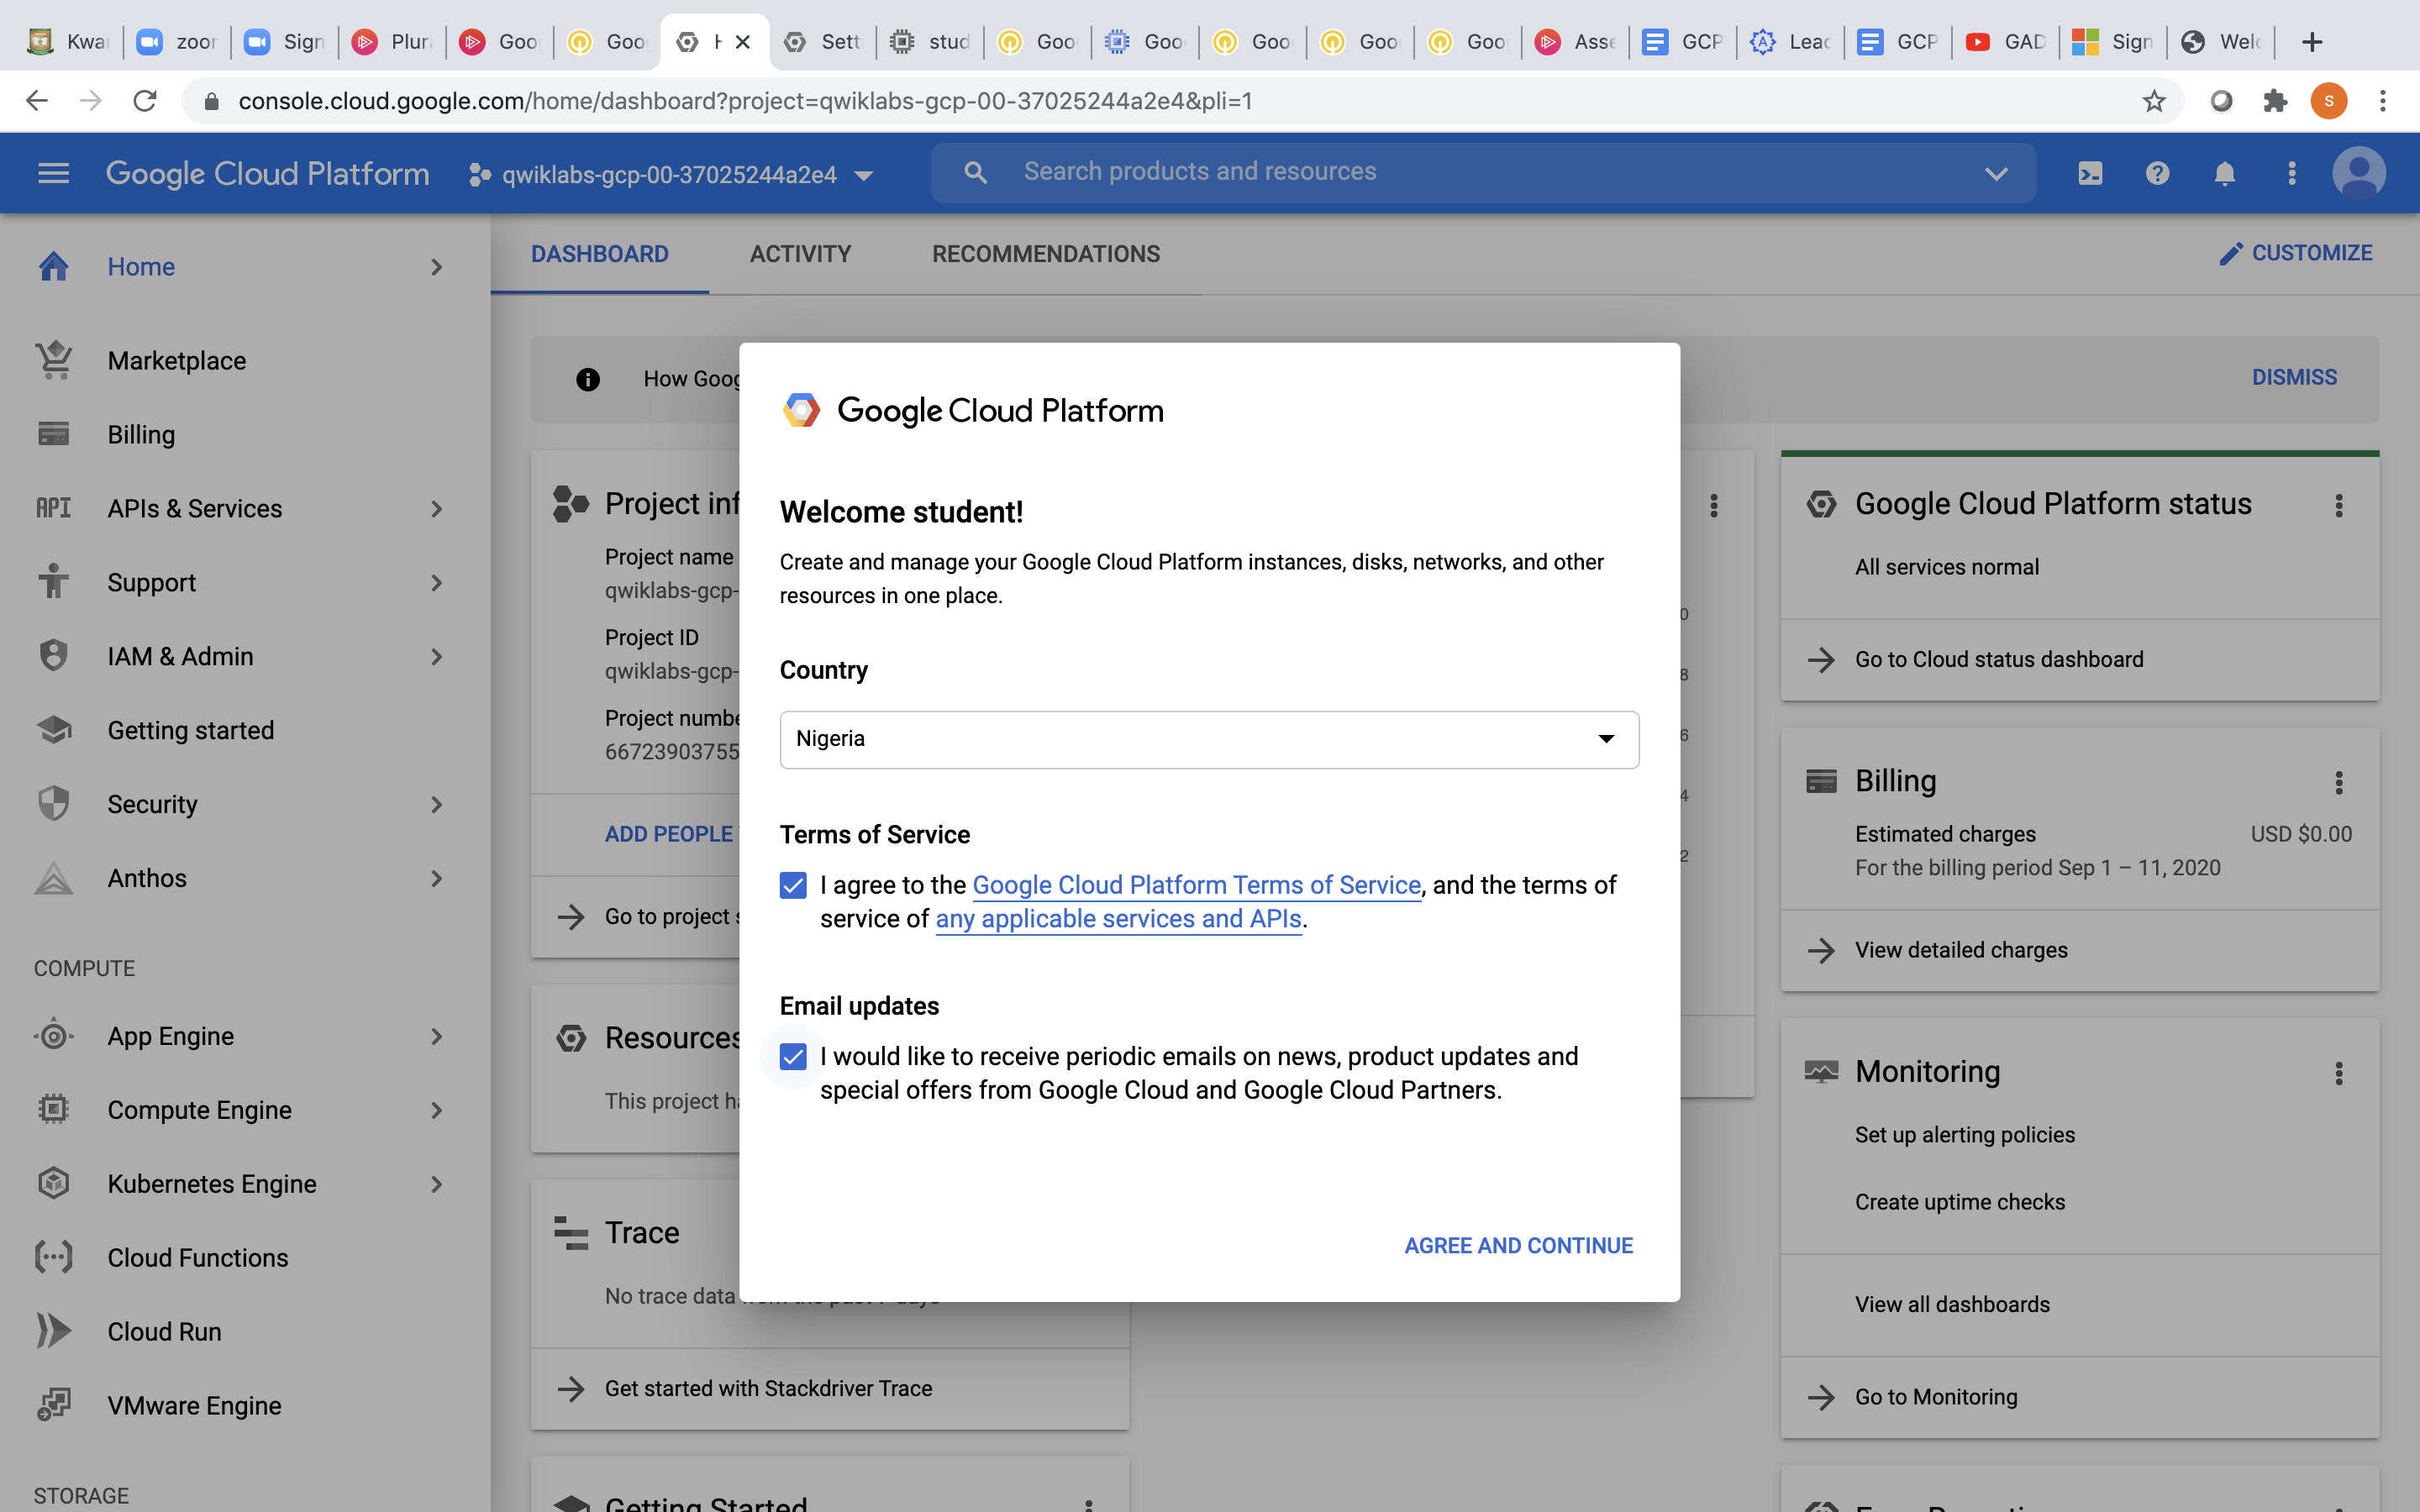 Kwa
zoor
Sign
Plur
Goo
Goo
Sett
stud
Goo
Goo
Goo
Goo
Goo
Asse
GCP
Lead
GCP
GAD
Sign
Welc
console.cloud.google.com/home/dashboard?project=qwiklabs-gcp-00-37025244a2e4&pli=1
S
Google Cloud Platform
qwiklabs-gcp-00-37025244a2e4
Search products and resources
Home
DASHBOARD
ACTIVITY
RECOMMENDATIONS
CUSTOMIZE
Marketplace
Billing
API APIs & Services
Support
IAM & Admin
Getting started
Security
Anthos
COMPUTE
App Engine
Compute Engine
Kubernetes Engine
Cloud Functions
Cloud Run
VMware Engine
STORAGE
How Goog
DISMISS
Project inf
Project name
qwiklabs-gcp-
Project ID
qwiklabs-gcp-
Project numbe
66723903755
ADD PEOPLE
Go to project s
Resources
This project ha
Trace
No trace data from the past 7 days
Get started with Stackdriver Trace
Getting Started
Google Cloud Platform
Welcome student!
Create and manage your Google Cloud Platform instances, disks, networks, and other
resources in one place.
Country
Nigeria
Terms of Service
I agree to the Google Cloud Platform Terms of Service, and the terms of
service of any applicable services and APIs.
Email updates
I would like to receive periodic emails on news, product updates and
special offers from Google Cloud and Google Cloud Partners.
AGREE AND CONTINUE
0
8
6
4
2
Google Cloud Platform status
All services normal
Go to Cloud status dashboard
Billing
Estimated charges USD $0.00
For the billing period Sep 1 – 11, 2020
View detailed charges
Monitoring
Set up alerting policies
Create uptime checks
View all dashboards
Go to Monitoring